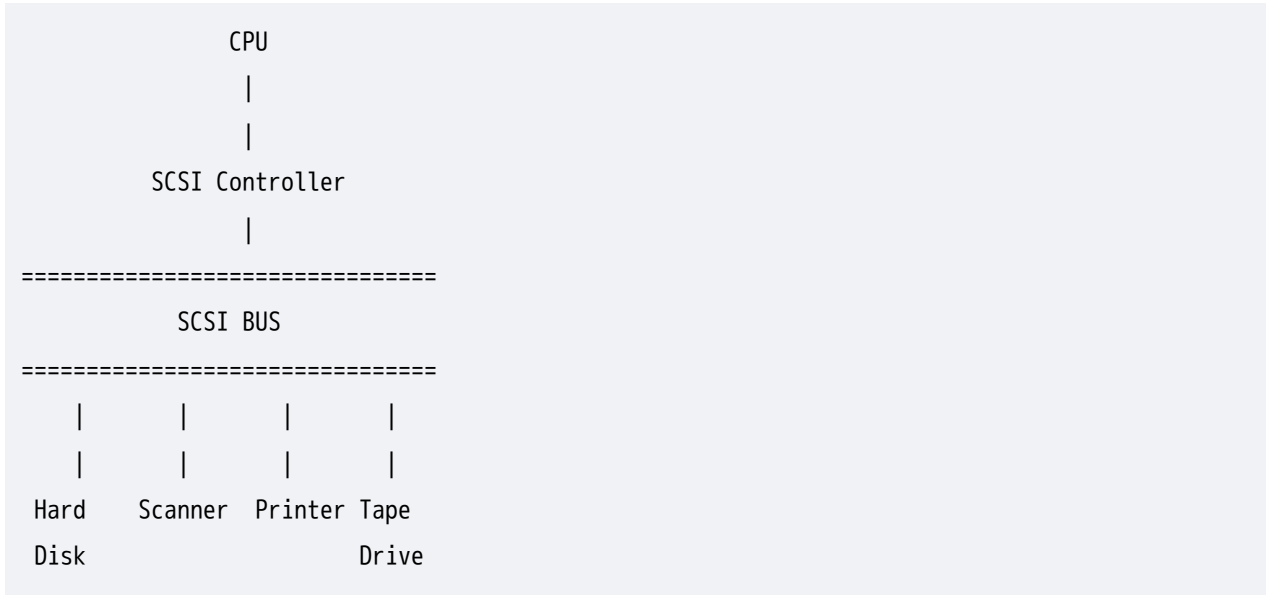 CPU
|
|
SCSI Controller
|
================================
SCSI BUS
================================
| | | |
| | | |
Hard Scanner Printer Tape
Disk Drive